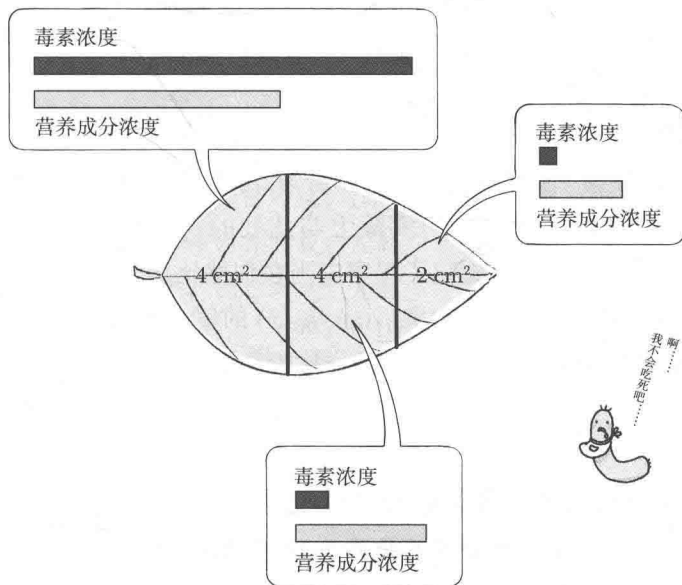 毒素浓度
营养成分浓度
毒素浓度
营养成分浓度
4 cm²
4 cm²
2 cm²
啊……
我不会吃死吧……
毒素浓度
营养成分浓度